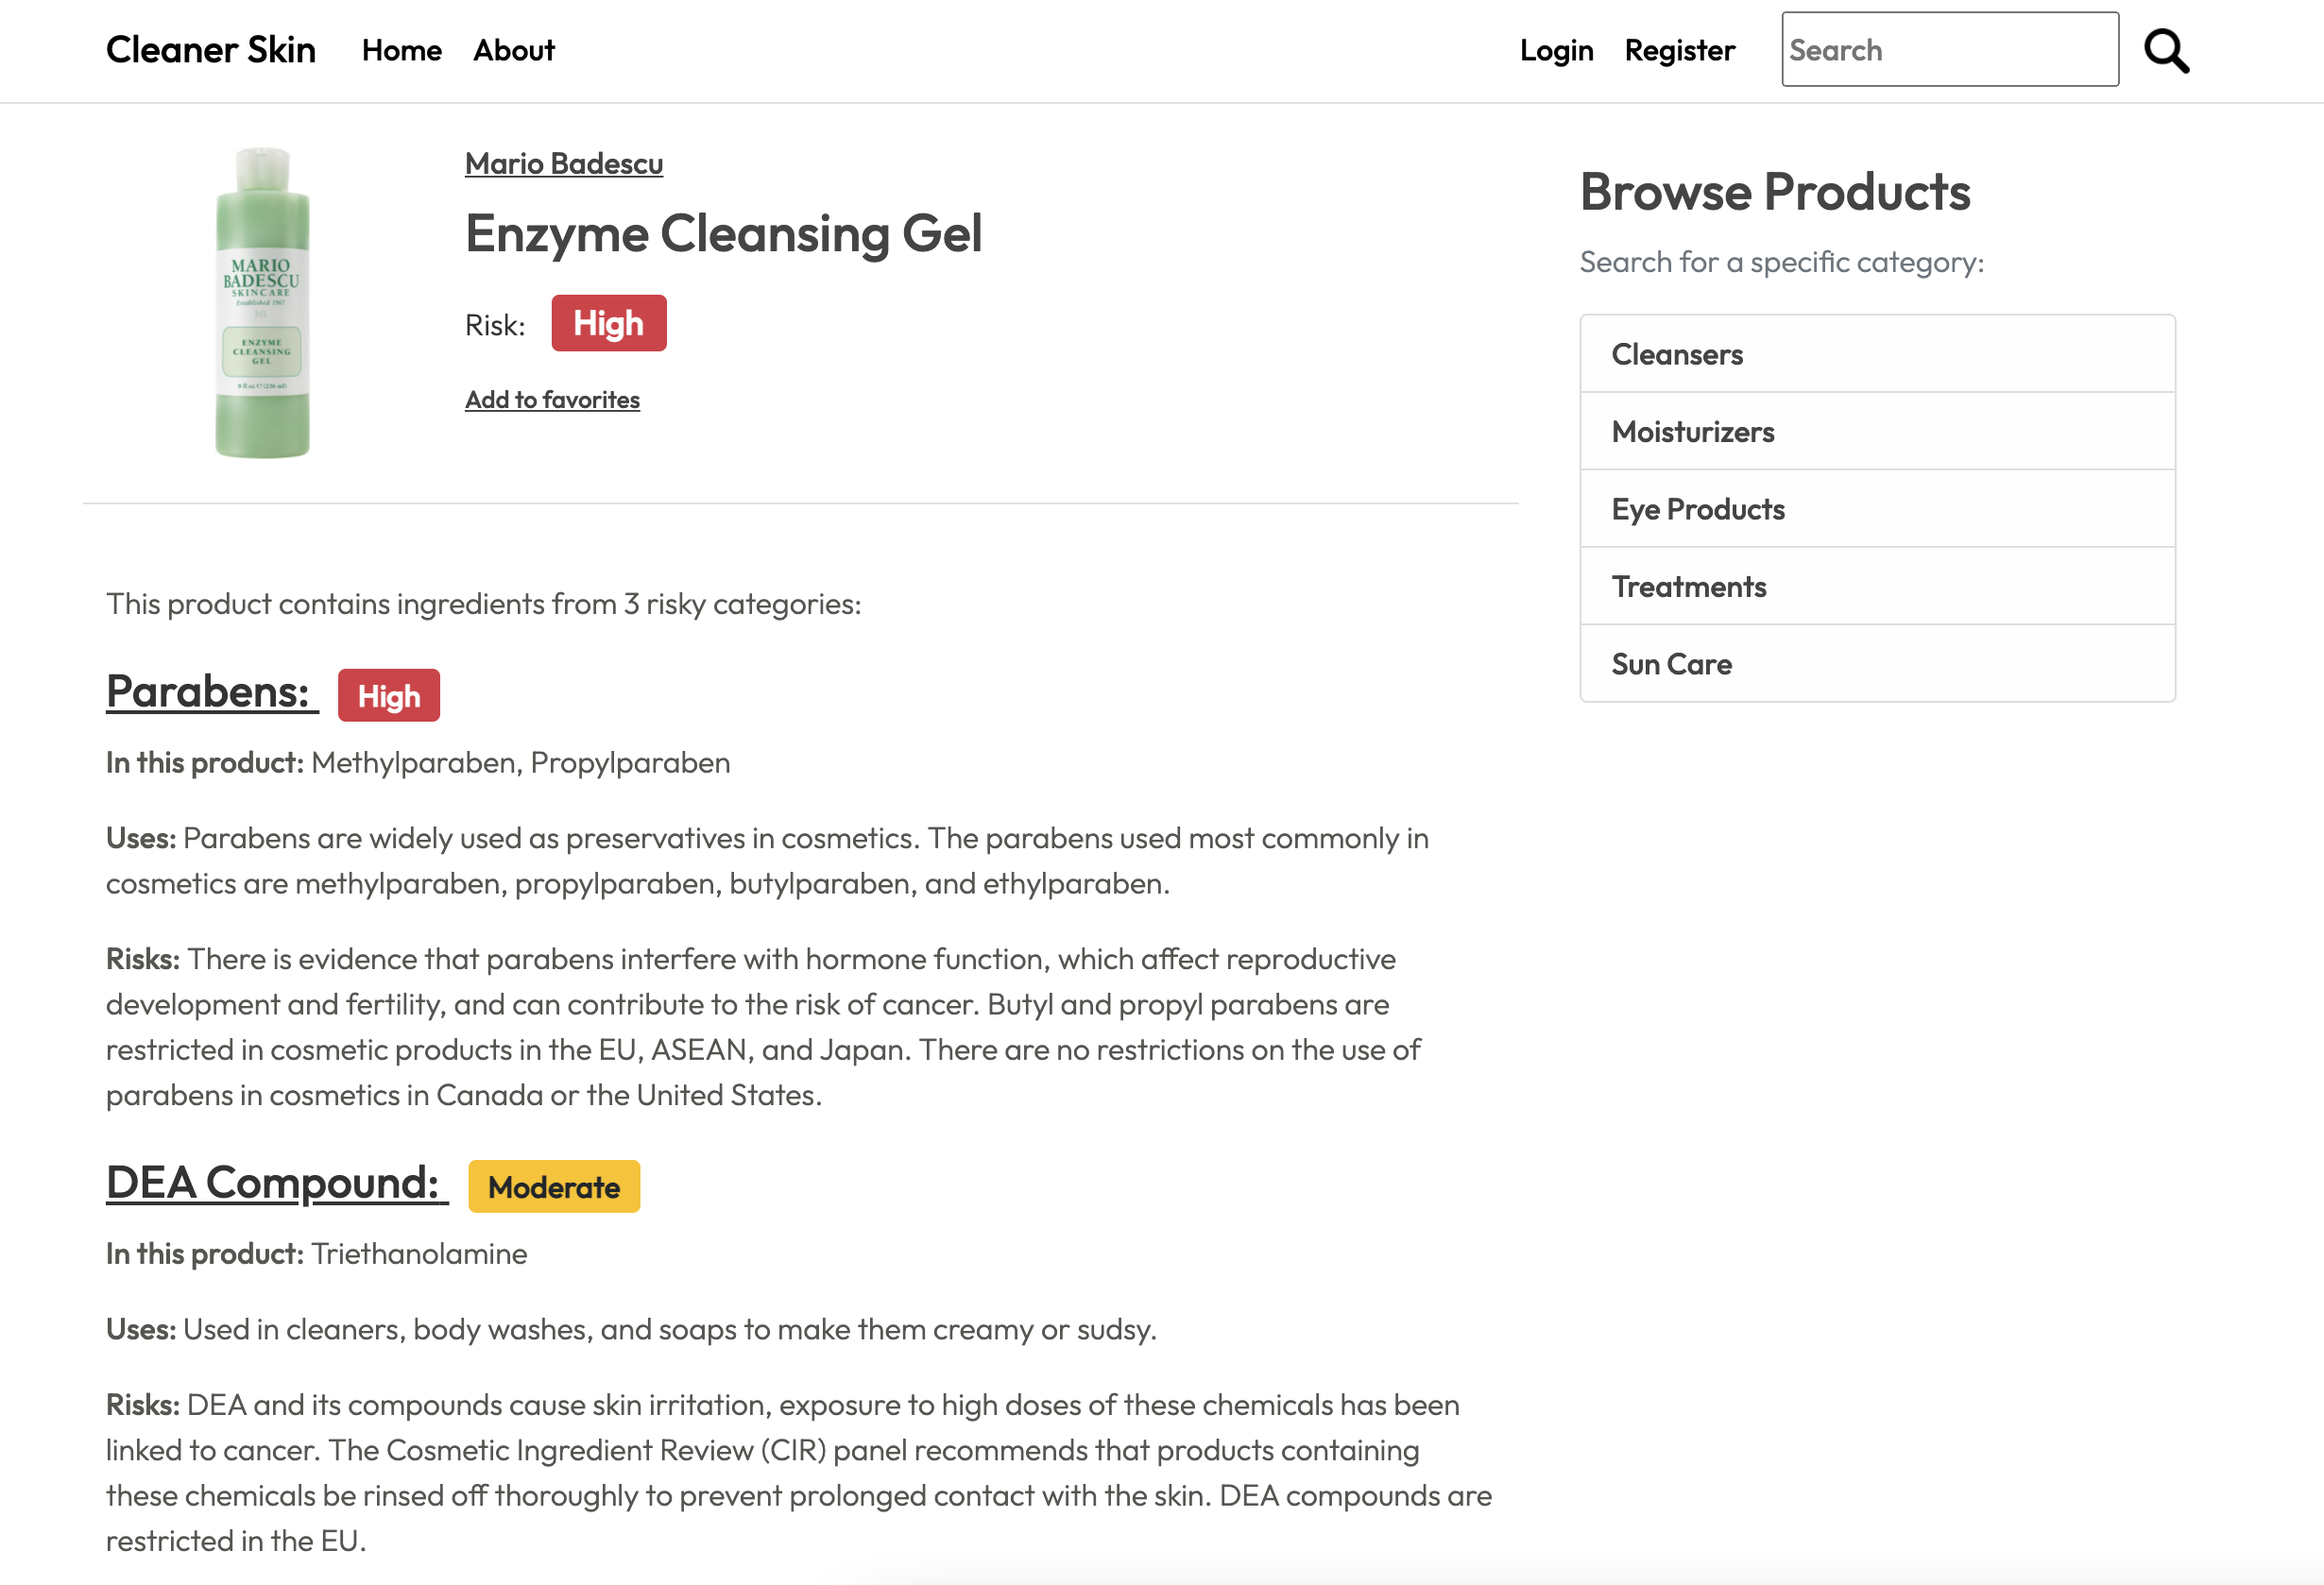 Cleaner Skin Home About Login Register Search
MARIO
BADESCU
SKINCARE
Established 1967
ENZYME
CLEANSING
GEL
8 fl oz (236 ml)
Mario Badescu
Enzyme Cleansing Gel
Risk: High
Add to favorites
This product contains ingredients from 3 risky categories:
Parabens: High
In this product: Methylparaben, Propylparaben
Uses: Parabens are widely used as preservatives in cosmetics. The parabens used most commonly in
cosmetics are methylparaben, propylparaben, butylparaben, and ethylparaben.
Risks: There is evidence that parabens interfere with hormone function, which affect reproductive
development and fertility, and can contribute to the risk of cancer. Butyl and propyl parabens are
restricted in cosmetic products in the EU, ASEAN, and Japan. There are no restrictions on the use of
parabens in cosmetics in Canada or the United States.
DEA Compound: Moderate
In this product: Triethanolamine
Uses: Used in cleaners, body washes, and soaps to make them creamy or sudsy.
Risks: DEA and its compounds cause skin irritation, exposure to high doses of these chemicals has been
linked to cancer. The Cosmetic Ingredient Review (CIR) panel recommends that products containing
these chemicals be rinsed off thoroughly to prevent prolonged contact with the skin. DEA compounds are
restricted in the EU.
Browse Products
Search for a specific category:
Cleansers
Moisturizers
Eye Products
Treatments
Sun Care